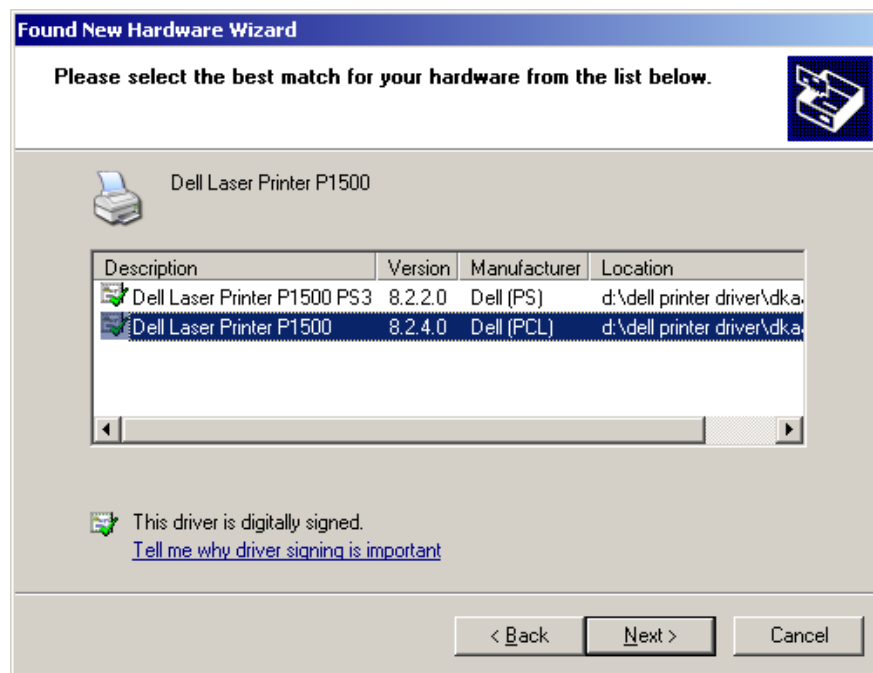 Found New Hardware Wizard
Please select the best match for your hardware from the list below.
Dell Laser Printer P1500
Description Version Manufacturer Location
Dell Laser Printer P1500 PS3 8.2.2.0 Dell (PS) d:\dell printer driver\dka
Dell Laser Printer P1500 8.2.4.0 Dell (PCL) d:\dell printer driver\dka
This driver is digitally signed.
Tell me why driver signing is important
< Back Next > Cancel